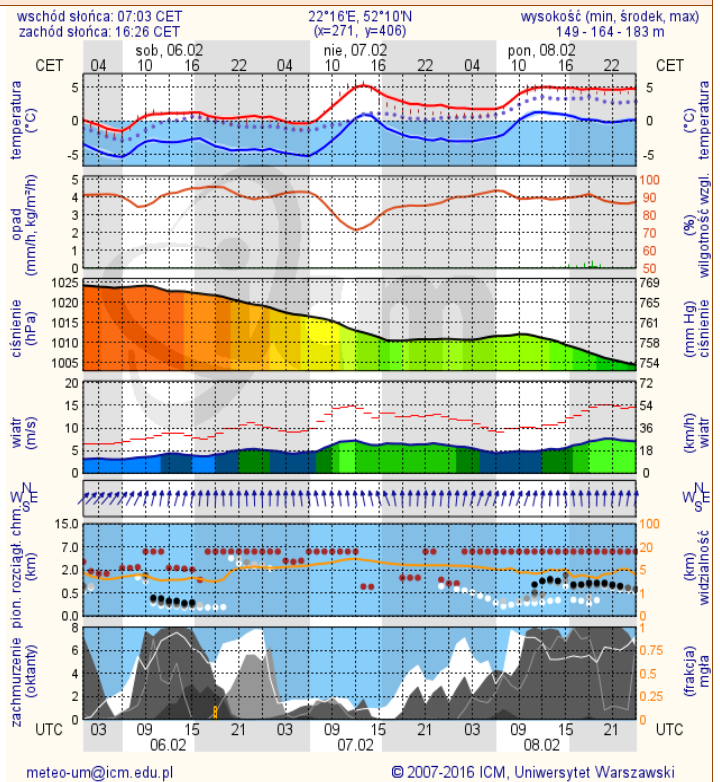 wschód słońca: 07:03 CET 22°16'E, 52°10'N wysokość (min, środek, max)
zachód słońca: 16:26 CET (x=271, y=406) 149 - 164 - 183 m
sob, 06.02 nie, 07.02 pon, 08.02
CET 04 10 16 22 04 10 16 22 04 10 16 22 CET
temperatura (°C)
5
0
-5
5
0
-5
temperatura (°C)
opad (mm/h, kg/m²/h)
5
4
3
2
1
0
100
90
80
70
60
50
wilgotność wzgl. (%)
ciśnienie (hPa)
1025
1020
1015
1010
1005
769
765
761
758
754
ciśnienie (mm Hg)
wiatr (m/s)
20
15
10
5
0
72
54
36
18
0
wiatr (km/h)
N
W E
S
N
W E
S
pion. rozciągł. chm. (km)
15.0
7.0
2.0
0.5
0.0
100
20
5
1
0
widzialność (km)
zachmurzenie (oktanty)
8
6
4
2
0
1
0.75
0.5
0.25
0
(frakcja) mgła
UTC 03 09 15 21 03 09 15 21 03 09 15 21 UTC
06.02 07.02 08.02
meteo-um@icm.edu.pl © 2007-2016 ICM, Uniwersytet Warszawski
icm